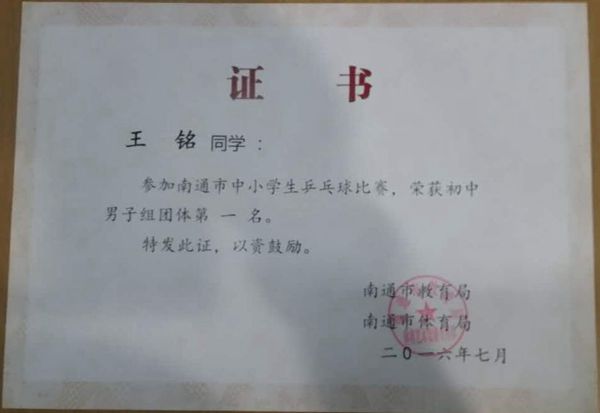 证 书
王 铭 同学：
参加南通市中小学生乒乓球比赛，荣获初中
男子组团体第 一 名。
特发此证，以资鼓励。
南通市教育局
南通市体育局
二〇一六年七月